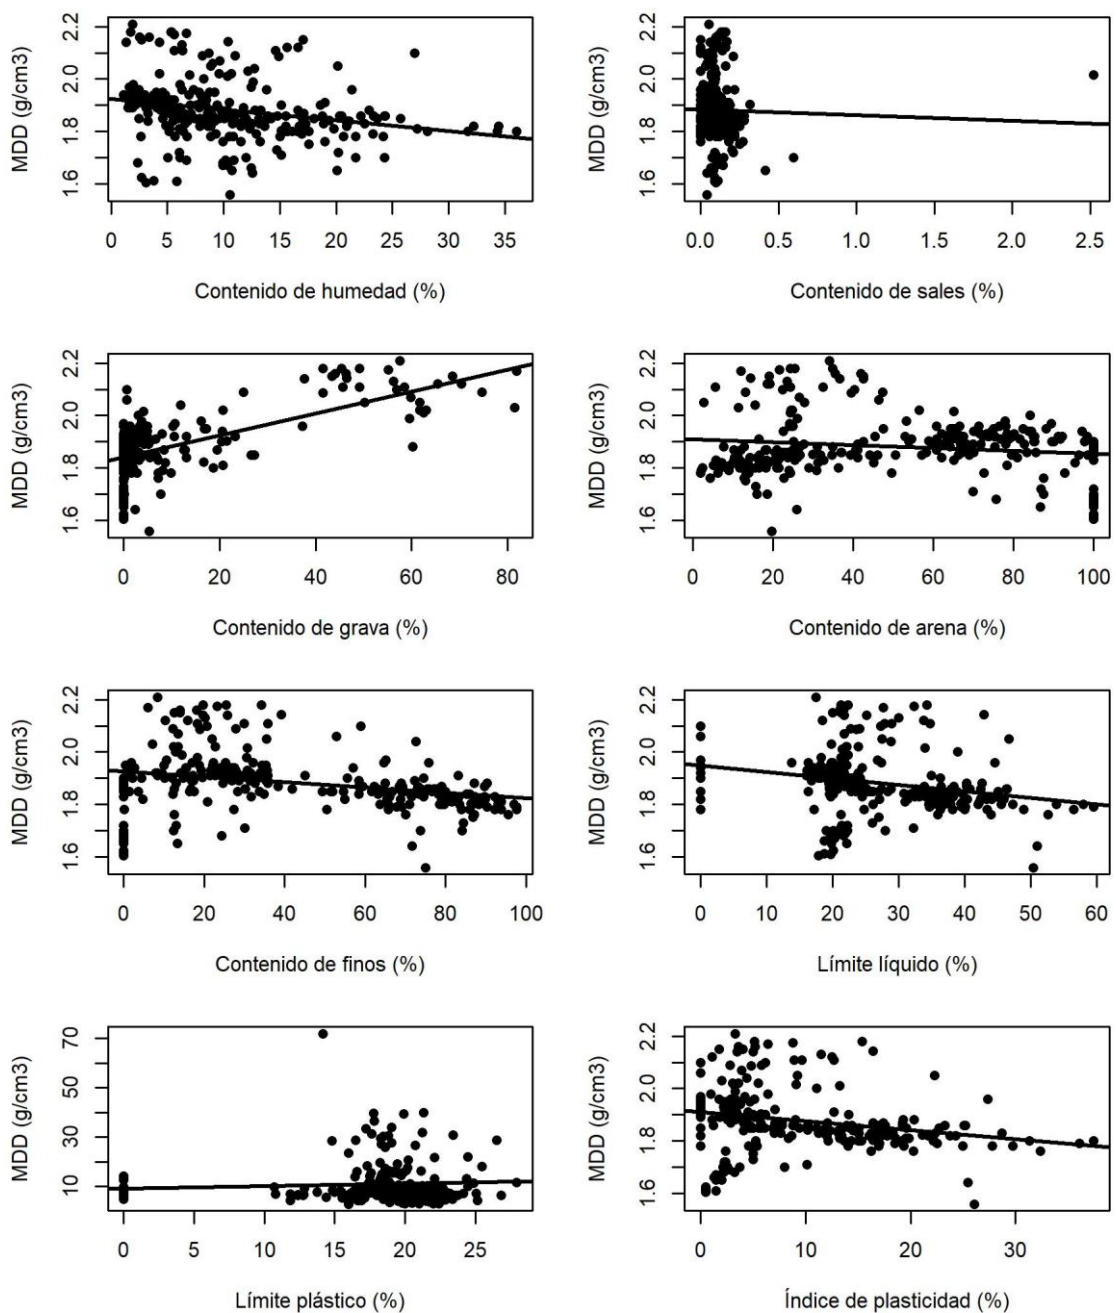 MDD (g/cm3)
1.6 1.8 2.0 2.2
0 5 10 15 20 25 30 35
Contenido de humedad (%)
MDD (g/cm3)
1.6 1.8 2.0 2.2
0.0 0.5 1.0 1.5 2.0 2.5
Contenido de sales (%)
MDD (g/cm3)
1.6 1.8 2.0 2.2
0 20 40 60 80
Contenido de grava (%)
MDD (g/cm3)
1.6 1.8 2.0 2.2
0 20 40 60 80 100
Contenido de arena (%)
MDD (g/cm3)
1.6 1.8 2.0 2.2
0 20 40 60 80 100
Contenido de finos (%)
MDD (g/cm3)
1.6 1.8 2.0 2.2
0 10 20 30 40 50 60
Límite líquido (%)
MDD (g/cm3)
10 30 50 70
0 5 10 15 20 25
Límite plástico (%)
MDD (g/cm3)
1.6 1.8 2.0 2.2
0 10 20 30
Índice de plasticidad (%)